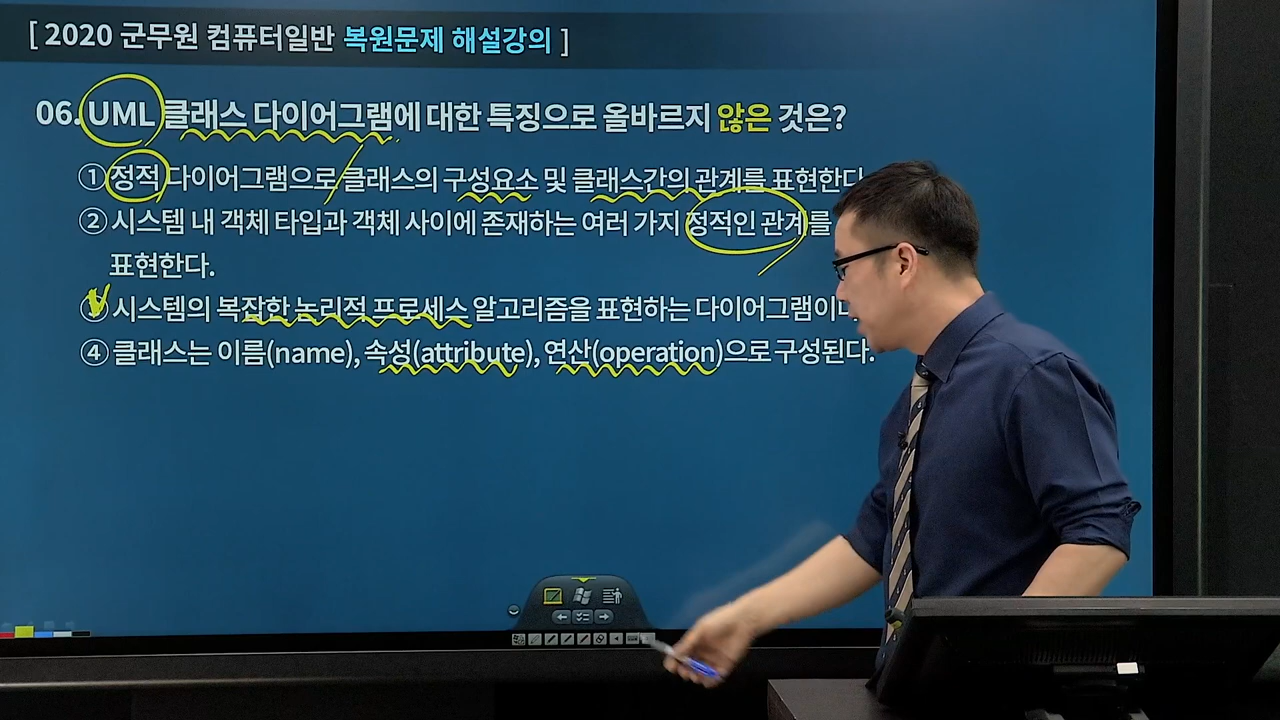 [ 2020 군무원 컴퓨터일반 복원문제 해설강의 ]
06. UML 클래스 다이어그램에 대한 특징으로 올바르지 않은 것은?
① 정적 다이어그램으로 클래스의 구성요소 및 클래스간의 관계를 표현한다
② 시스템 내 객체 타입과 객체 사이에 존재하는 여러 가지 정적인 관계를
표현한다.
③ 시스템의 복잡한 논리적 프로세스 알고리즘을 표현하는 다이어그램이다
④ 클래스는 이름(name), 속성(attribute), 연산(operation)으로 구성된다.